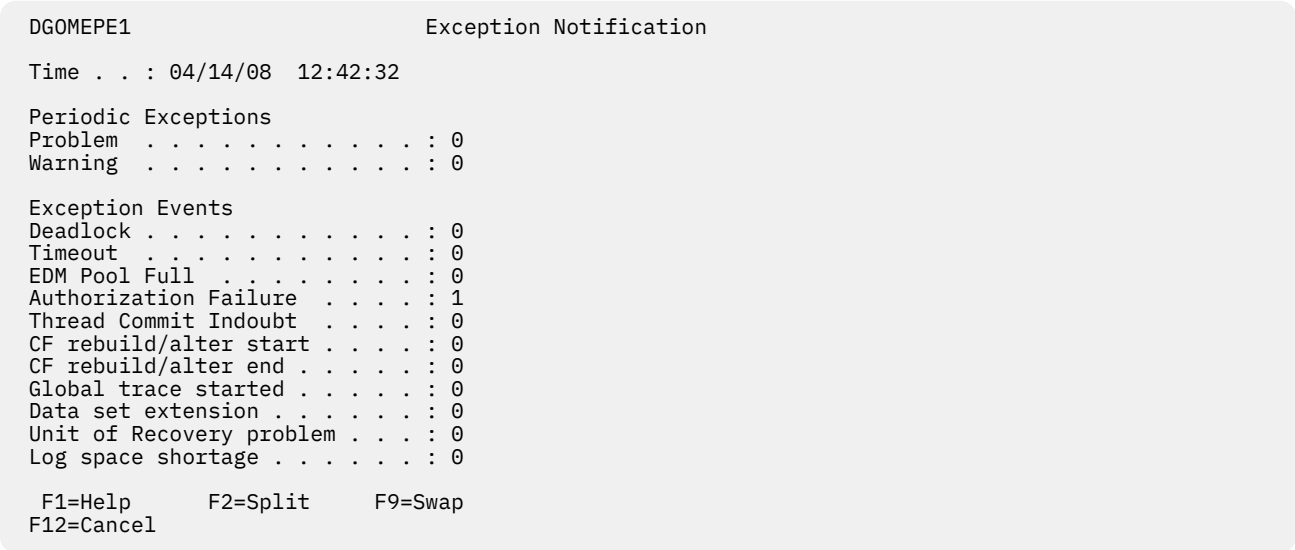 DGOMEPE1                       Exception Notification
Time . . : 04/14/08  12:42:32
Periodic Exceptions
Problem  . . . . . . . . . . . : 0
Warning  . . . . . . . . . . . : 0
Exception Events
Deadlock . . . . . . . . . . . : 0
Timeout  . . . . . . . . . . . : 0
EDM Pool Full  . . . . . . . . : 0
Authorization Failure  . . . . : 1
Thread Commit Indoubt  . . . . : 0
CF rebuild/alter start . . . . : 0
CF rebuild/alter end . . . . . : 0
Global trace started . . . . . : 0
Data set extension . . . . . . : 0
Unit of Recovery problem . . . : 0
Log space shortage . . . . . . : 0
 F1=Help      F2=Split     F9=Swap
F12=Cancel